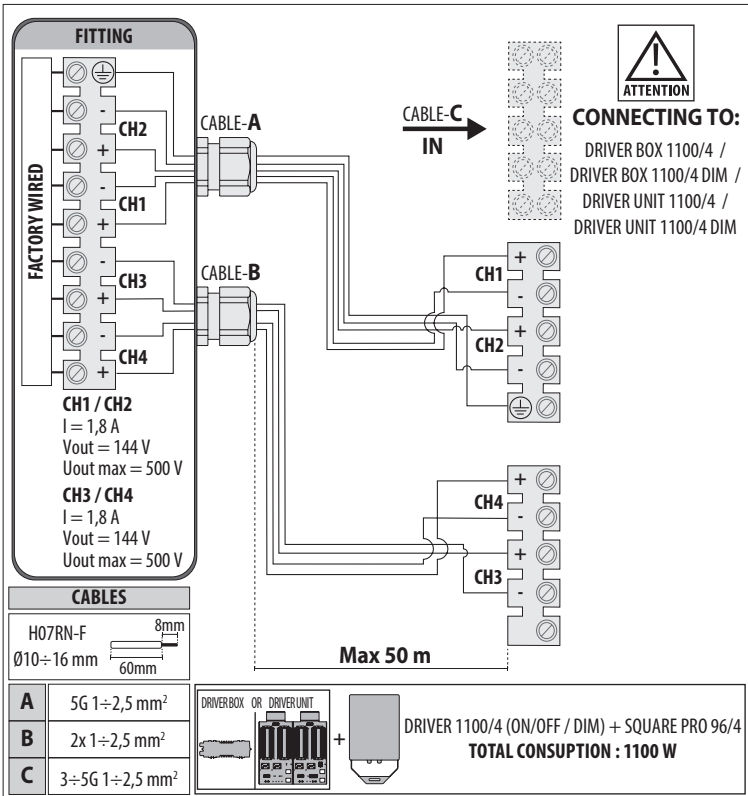 FITTING
FACTORY WIRED
-
CH2
+
-
CH1
+
-
CH3
+
-
CH4
+
CH1 / CH2
I = 1,8 A
Vout = 144 V
Uout max = 500 V
CH3 / CH4
I = 1,8 A
Vout = 144 V
Uout max = 500 V
CABLE-A
CABLE-B
CABLE-C
IN
ATTENTION
CONNECTING TO:
DRIVER BOX 1100/4 /
DRIVER BOX 1100/4 DIM /
DRIVER UNIT 1100/4 /
DRIVER UNIT 1100/4 DIM
+
CH1
-
+
CH2
-
+
CH4
-
+
CH3
-
Max 50 m
CABLES
H07RN-F
Ø10÷16 mm
8mm
60mm
A 5G 1÷2,5 mm²
B 2x 1÷2,5 mm²
C 3÷5G 1÷2,5 mm²
DRIVER BOX OR DRIVER UNIT
+
DRIVER 1100/4 (ON/OFF / DIM) + SQUARE PRO 96/4
TOTAL CONSUPTION : 1100 W